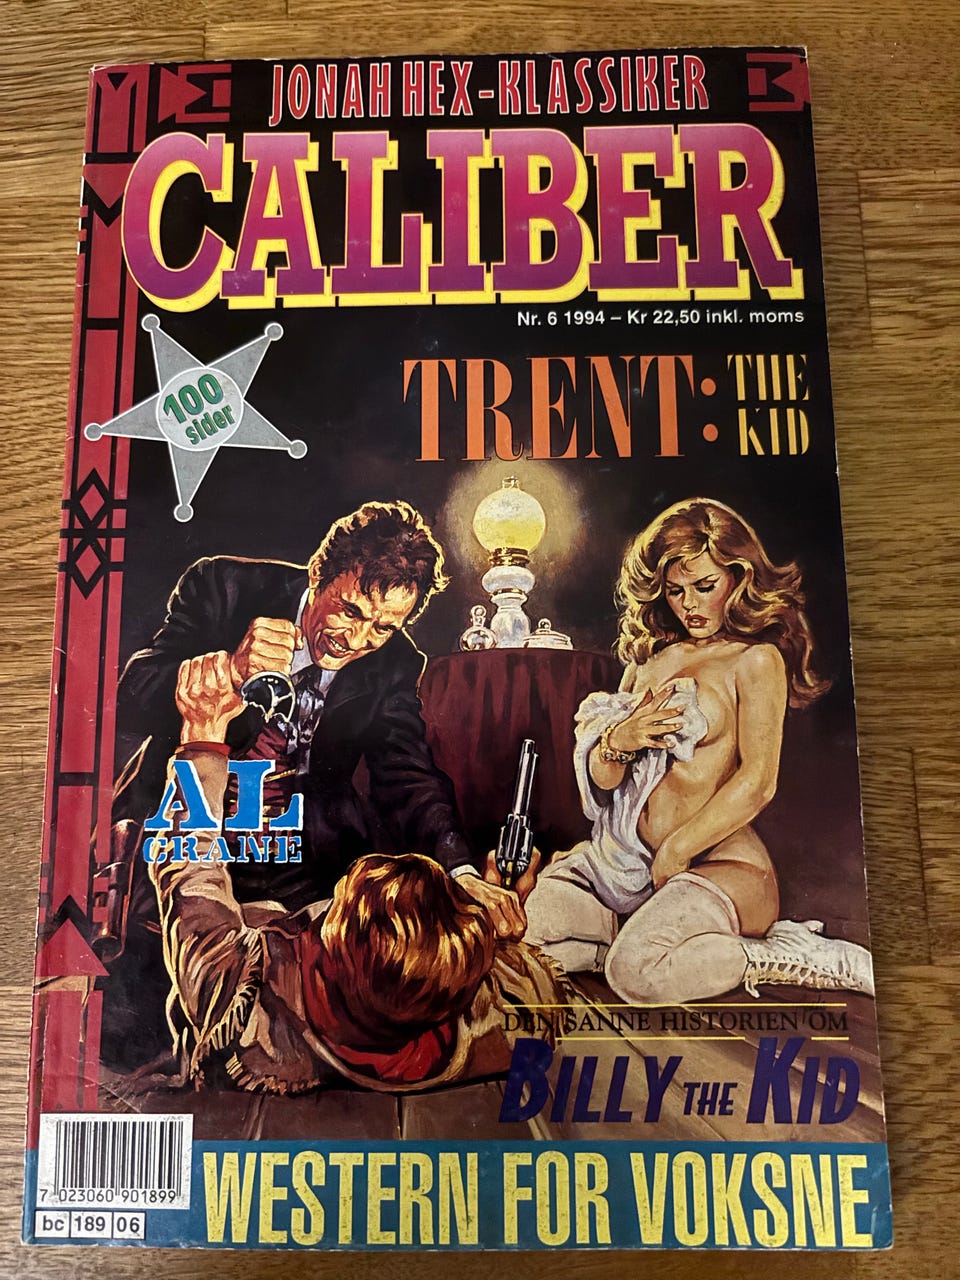 JONAH HEX-KLASSIKER
CALIBER
Nr. 6 1994 – Kr 22,50 inkl. moms
100
sider
TRENT: THE
KID
AL
CRANE
DEN SANNE HISTORIEN OM
BILLY THE KID
7 023060 901899
bc 189 06
WESTERN FOR VOKSNE